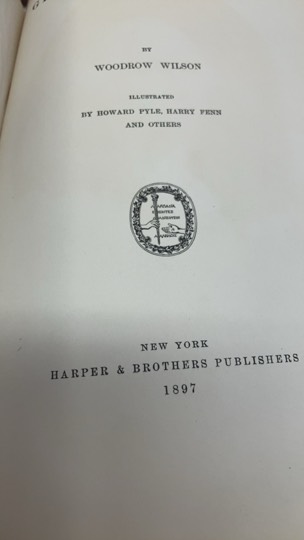 BY
WOODROW WILSON
ILLUSTRATED
BY HOWARD PYLE, HARRY FENN
AND OTHERS
NEW YORK
HARPER & BROTHERS PUBLISHERS
1897